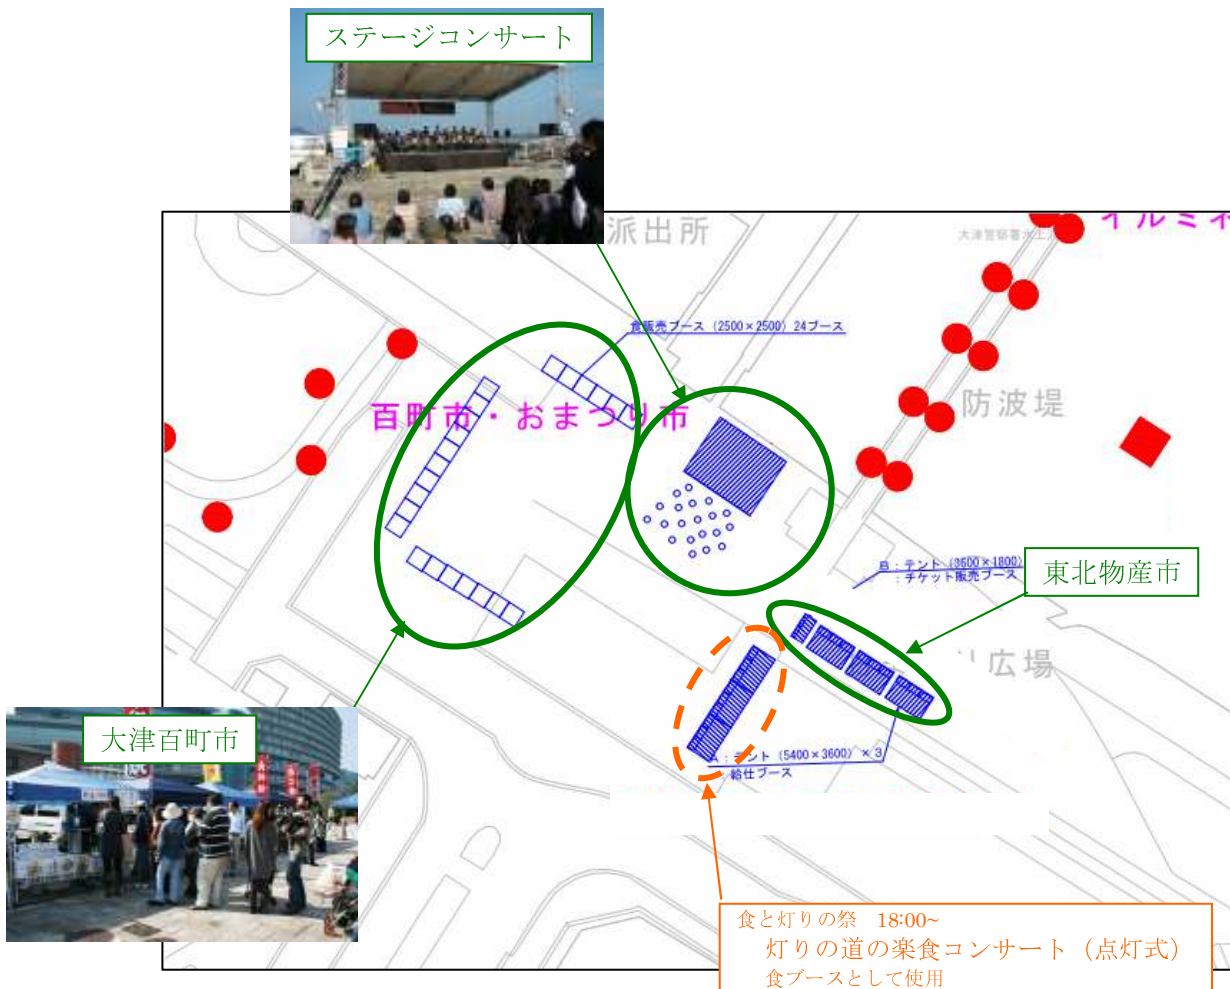 ステージコンサート
派出所
イルミネ
食販売ブース (2500×2500) 24ブース
百町市・おまつり市
防波堤
B：テント (3600×1800)
：チケット販売ブース
東北物産市
広場
大津百町市
A：テント (5400×3600) ×3
給仕ブース
食と灯りの祭 18:00~
灯りの道の楽食コンサート（点灯式）
食ブースとして使用